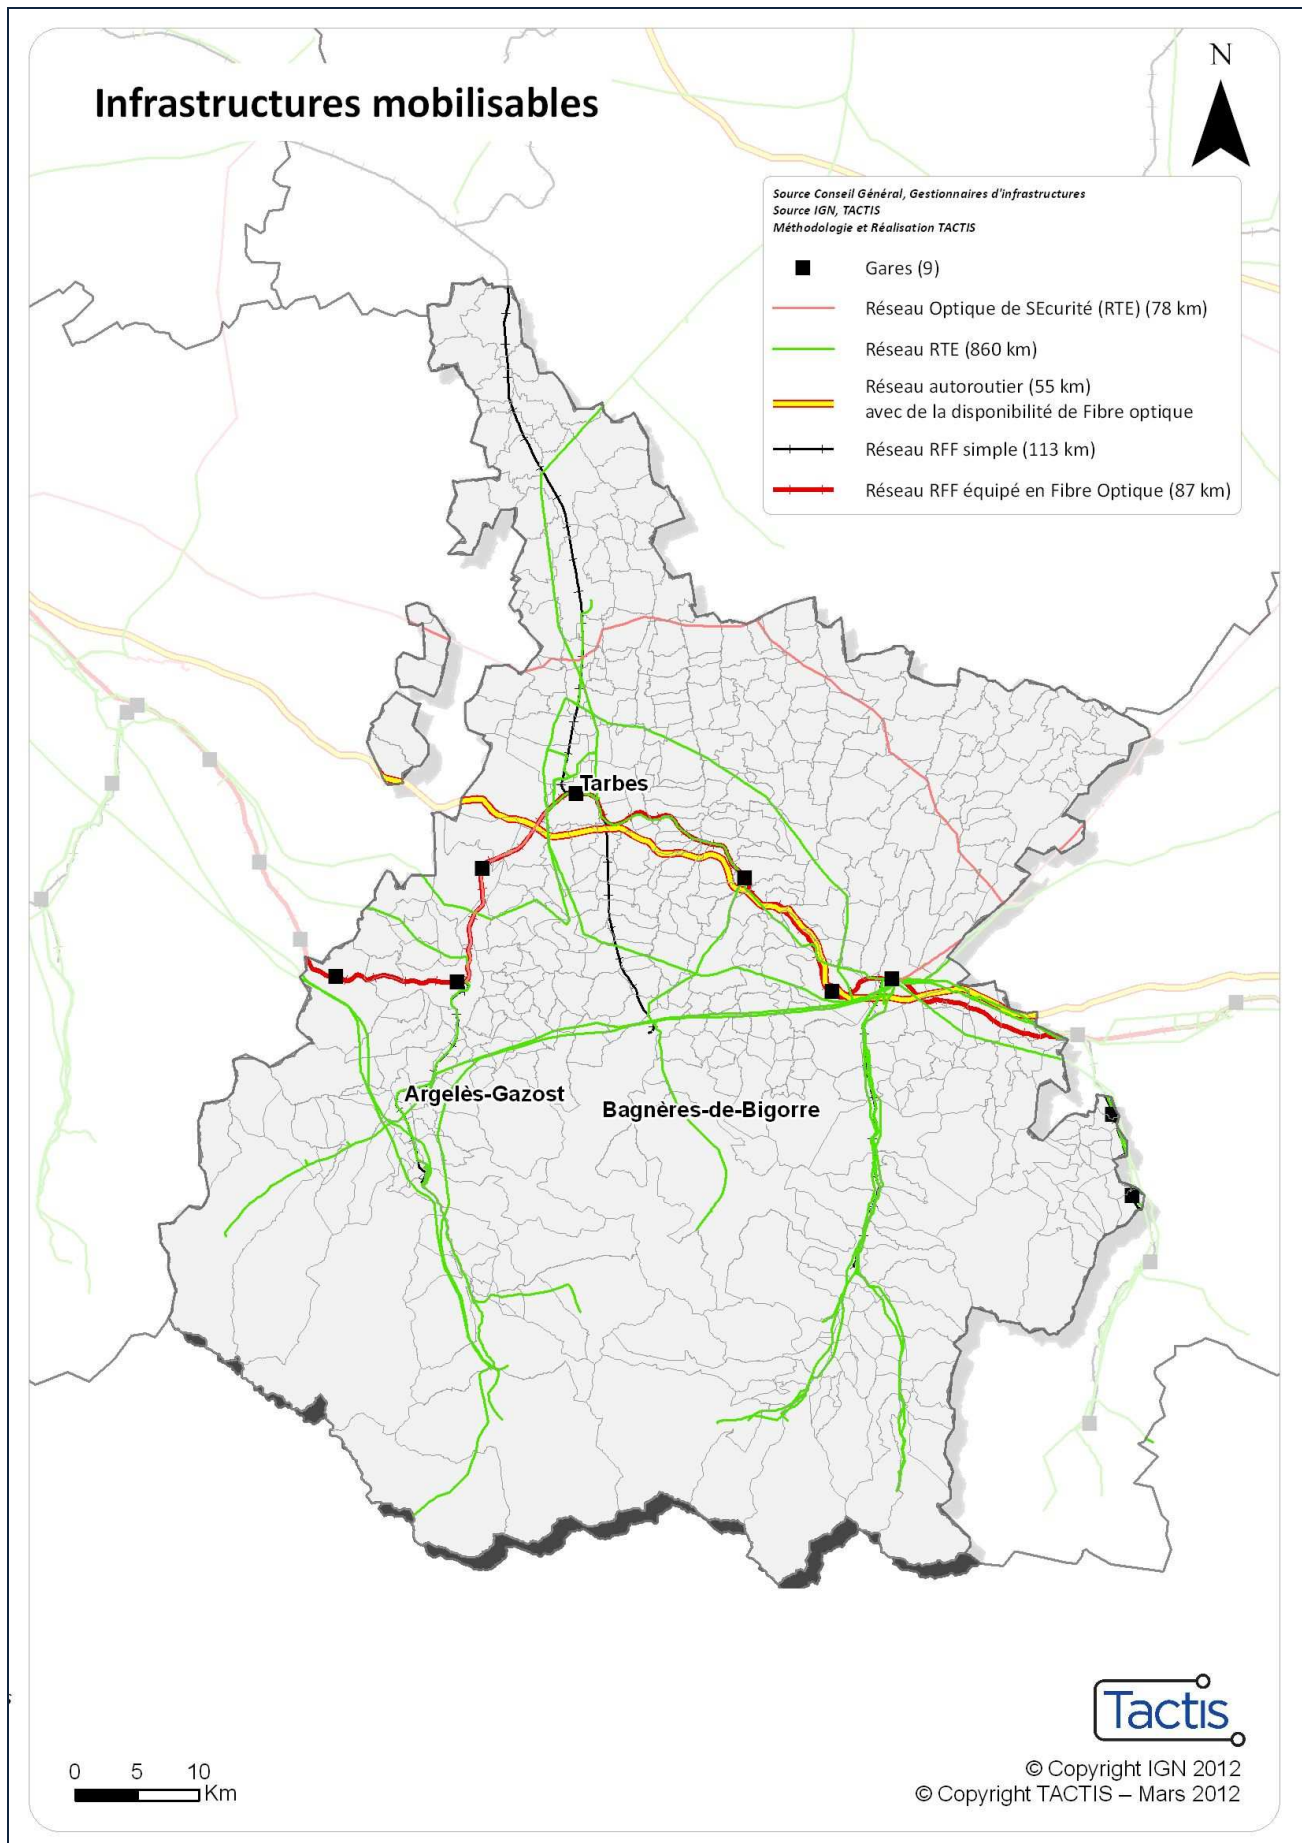 Infrastructures mobilisables
N
Source Conseil Général, Gestionnaires d'infrastructures
Source IGN, TACTIS
Méthodologie et Réalisation TACTIS
Gares (9)
Réseau Optique de SEcurité (RTE) (78 km)
Réseau RTE (860 km)
Réseau autoroutier (55 km)
avec de la disponibilité de Fibre optique
Réseau RFF simple (113 km)
Réseau RFF équipé en Fibre Optique (87 km)
Tarbes
Argelès-Gazost
Bagnères-de-Bigorre
Tactis
0 5 10
Km
© Copyright IGN 2012
© Copyright TACTIS – Mars 2012